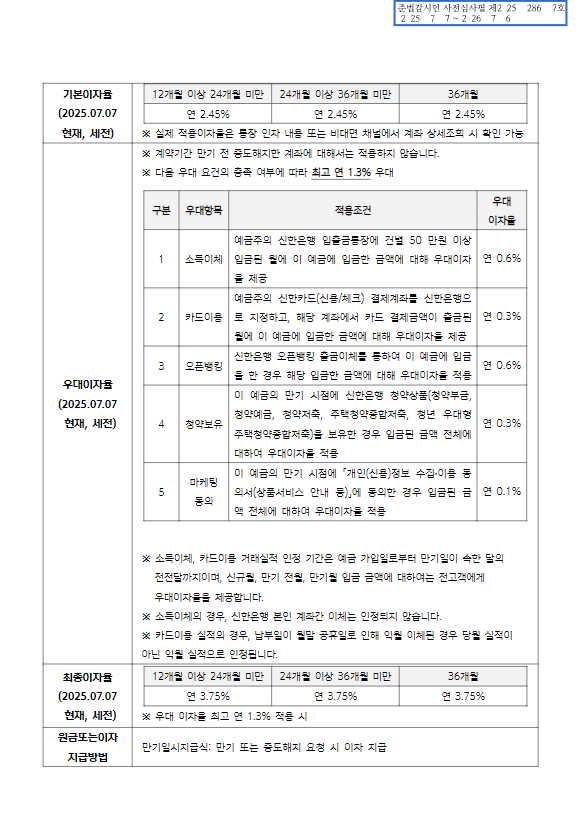 준법감시인 사전심사필 제2 25 286 7호
2 25 7 7 ~ 2 26 7 6
기본이자율
(2025.07.07
현재, 세전)
12개월 이상 24개월 미만 24개월 이상 36개월 미만 36개월
연 2.45% 연 2.45% 연 2.45%
※ 실제 적용이자율은 통장 인자 내용 또는 비대면 채널에서 계좌 상세조회 시 확인 가능
우대이자율
(2025.07.07
현재, 세전)
※ 계약기간 만기 전 중도해지한 계좌에 대해서는 적용하지 않습니다.
※ 다음 우대 요건의 충족 여부에 따라 최고 연 1.3% 우대
구분 우대항목 적용조건 우대
이자율
1 소득이체 예금주의 신한은행 입출금통장에 건별 50 만원 이상
입금된 월에 이 예금에 입금한 금액에 대해 우대이자
율 제공
연 0.6%
2 카드이용 예금주의 신한카드(신용/체크) 결제계좌를 신한은행으
로 지정하고, 해당 계좌에서 카드 결제금액이 출금된
월에 이 예금에 입금한 금액에 대해 우대이자율 제공
연 0.3%
3 오픈뱅킹 신한은행 오픈뱅킹 출금이체를 통하여 이 예금에 입금
을 한 경우 해당 입금한 금액에 대해 우대이자율 적용
연 0.6%
4 청약보유 이 예금의 만기 시점에 신한은행 청약상품(청약부금,
청약예금, 청약저축, 주택청약종합저축, 청년 우대형
주택청약종합저축)을 보유한 경우 입금된 금액 전체에
대하여 우대이자율 적용
연 0.3%
5 마케팅
동의
이 예금의 만기 시점에 「개인(신용)정보 수집·이용 동
의서(상품서비스 안내 등)」에 동의한 경우 입금된 금
액 전체에 대하여 우대이자율 적용
연 0.1%
※ 소득이체, 카드이용 거래실적 인정 기간은 예금 가입일로부터 만기일이 속한 달의
전전달까지이며, 신규월, 만기 전월, 만기월 입금 금액에 대하여는 전고객에게
우대이자율을 제공합니다.
※ 소득이체의 경우, 신한은행 본인 계좌간 이체는 인정되지 않습니다.
※ 카드이용 실적의 경우, 납부일이 월말 공휴일로 인해 익월 이체된 경우 당월 실적이
아닌 익월 실적으로 인정됩니다.
최종이자율
(2025.07.07
현재, 세전)
12개월 이상 24개월 미만 24개월 이상 36개월 미만 36개월
연 3.75% 연 3.75% 연 3.75%
※ 우대 이자율 최고 연 1.3% 적용 시
원금또는이자
지급방법
만기일시지급식: 만기 또는 중도해지 요청 시 이자 지급